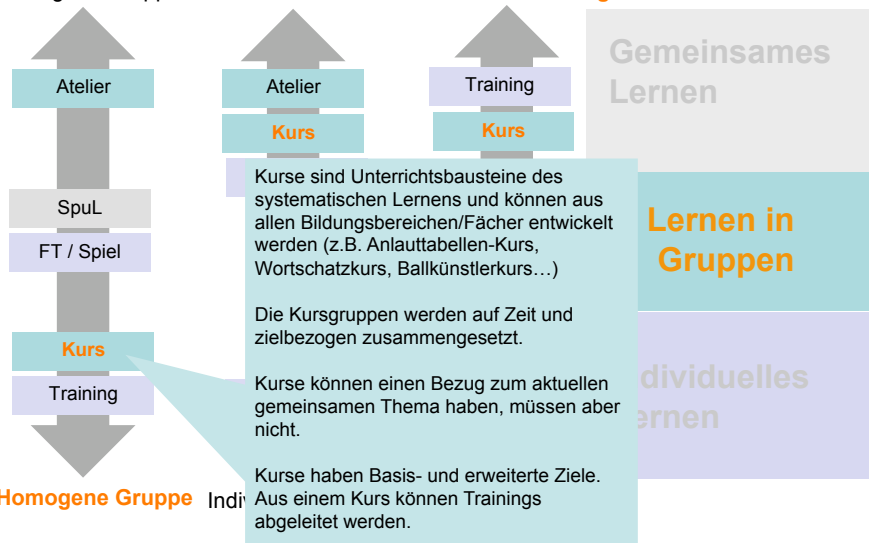 Atelier
SpuL
FT / Spiel
Kurs
Training
Homogene Gruppe
Atelier
Kurs
Training
Kurs
Kurse sind Unterrichtsbausteine des
systematischen Lernens und können aus
allen Bildungsbereichen/Fächer entwickelt
werden (z.B. Anlauttabellen-Kurs,
Wortschatzkurs, Ballkünstlerkurs…)
Die Kursgruppen werden auf Zeit und
zielbezogen zusammengesetzt.
Kurse können einen Bezug zum aktuellen
gemeinsamen Thema haben, müssen aber
nicht.
Kurse haben Basis- und erweiterte Ziele.
Aus einem Kurs können Trainings
abgeleitet werden.
Gemeinsames
Lernen
Lernen in
Gruppen